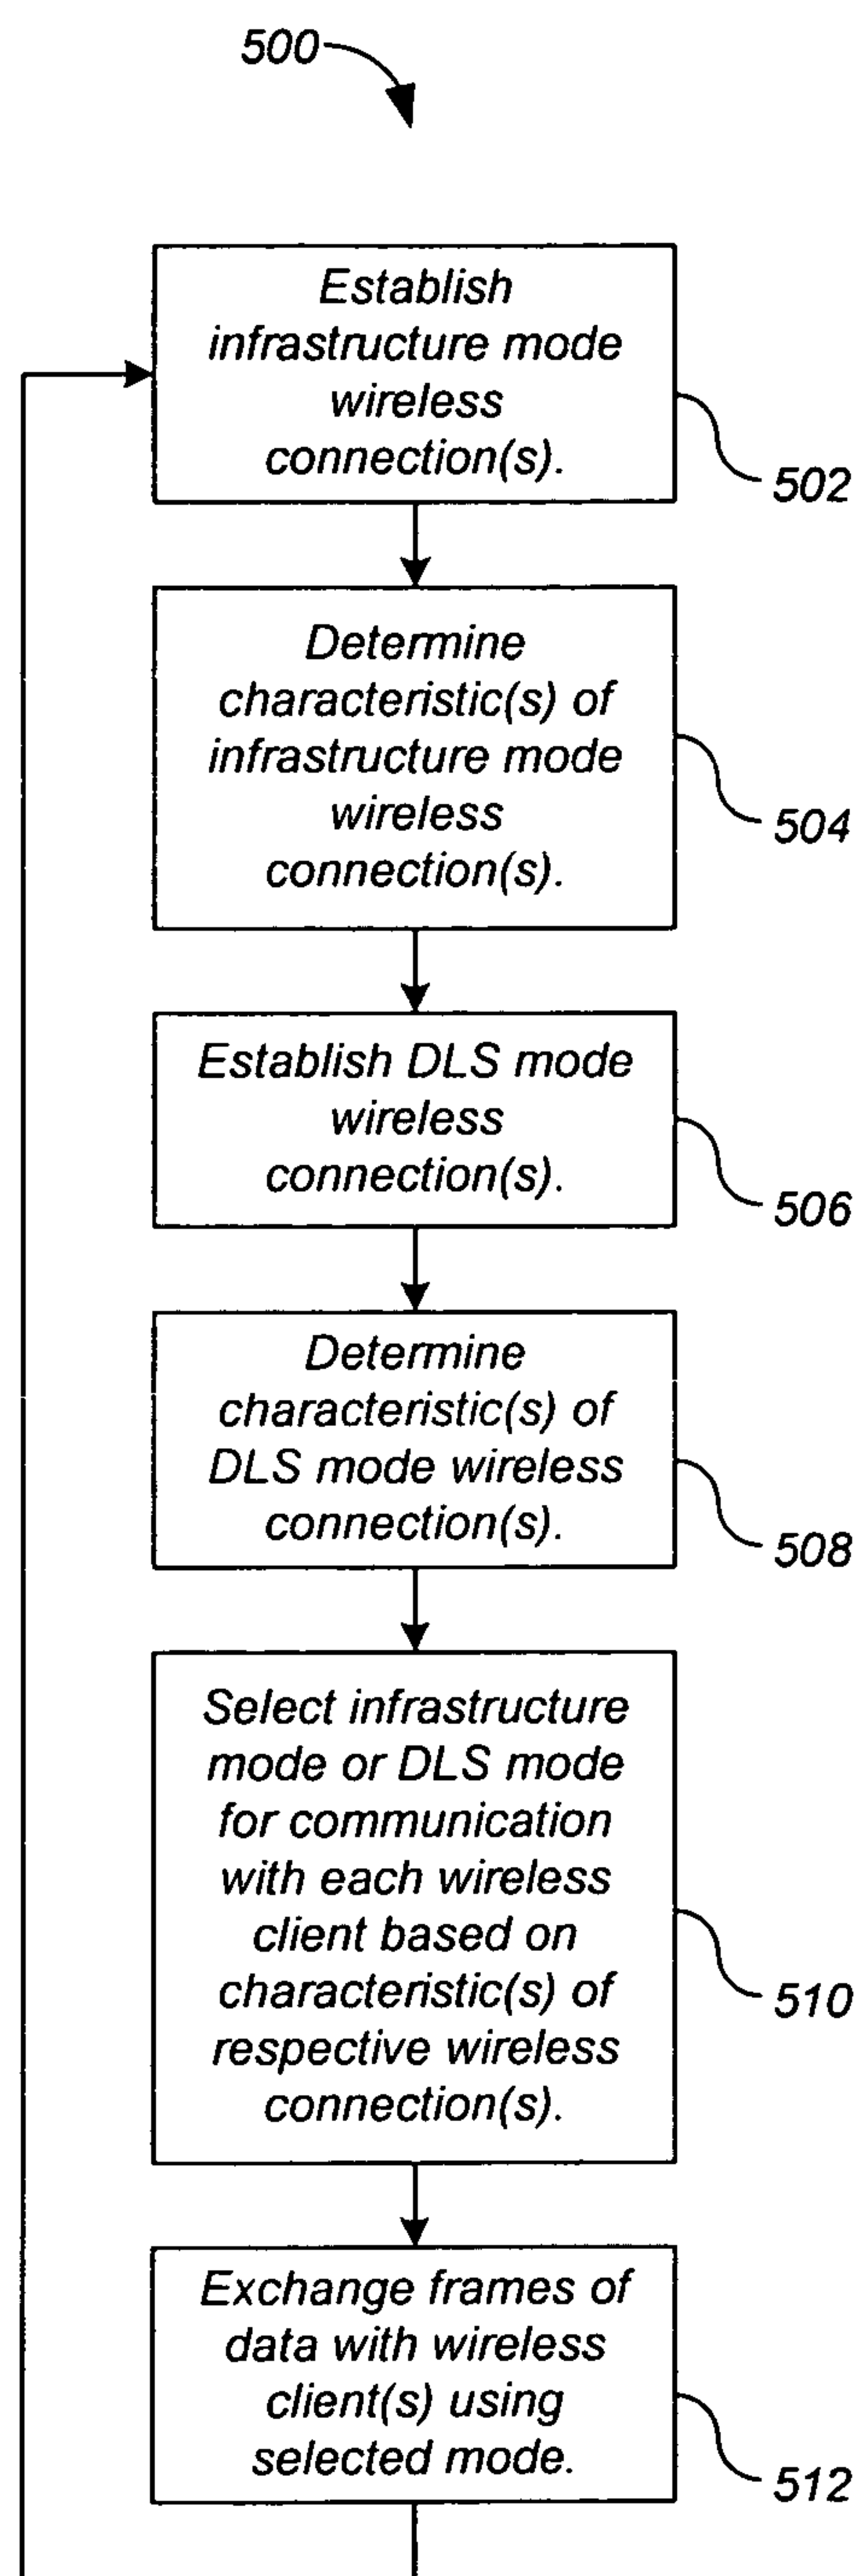 500
Establish
infrastructure mode
wireless
connection(s).
502
Determine
characteristic(s) of
infrastructure mode
wireless
connection(s).
504
Establish DLS mode
wireless
connection(s).
506
Determine
characteristic(s) of
DLS mode wireless
connection(s).
508
Select infrastructure
mode or DLS mode
for communication
with each wireless
client based on
characteristic(s) of
respective wireless
connection(s).
510
Exchange frames of
data with wireless
client(s) using
selected mode.
512